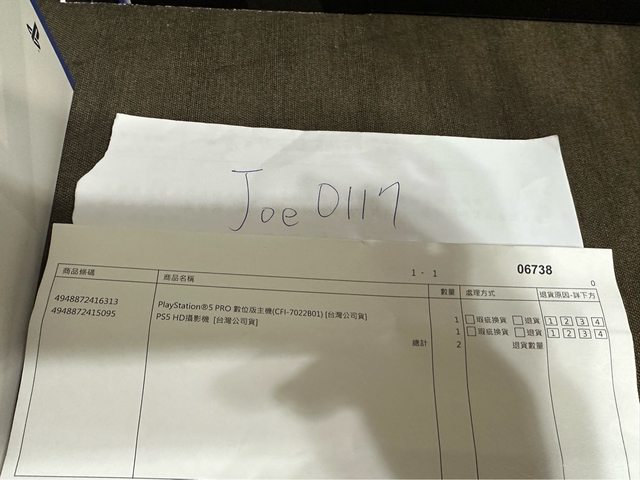 Joe 0117
1 - 1
06738
0
商品條碼 商品名稱 數量 處理方式 退貨原因-詳下方
4948872416313 PlayStation®5 PRO 數位版主機(CFI-7022B01) [台灣公司貨] 1 瑕疵換貨 退貨 1 2 3 4
4948872415095 PS5 HD攝影機 [台灣公司貨] 1 瑕疵換貨 退貨 1 2 3 4
總計 2 退貨數量